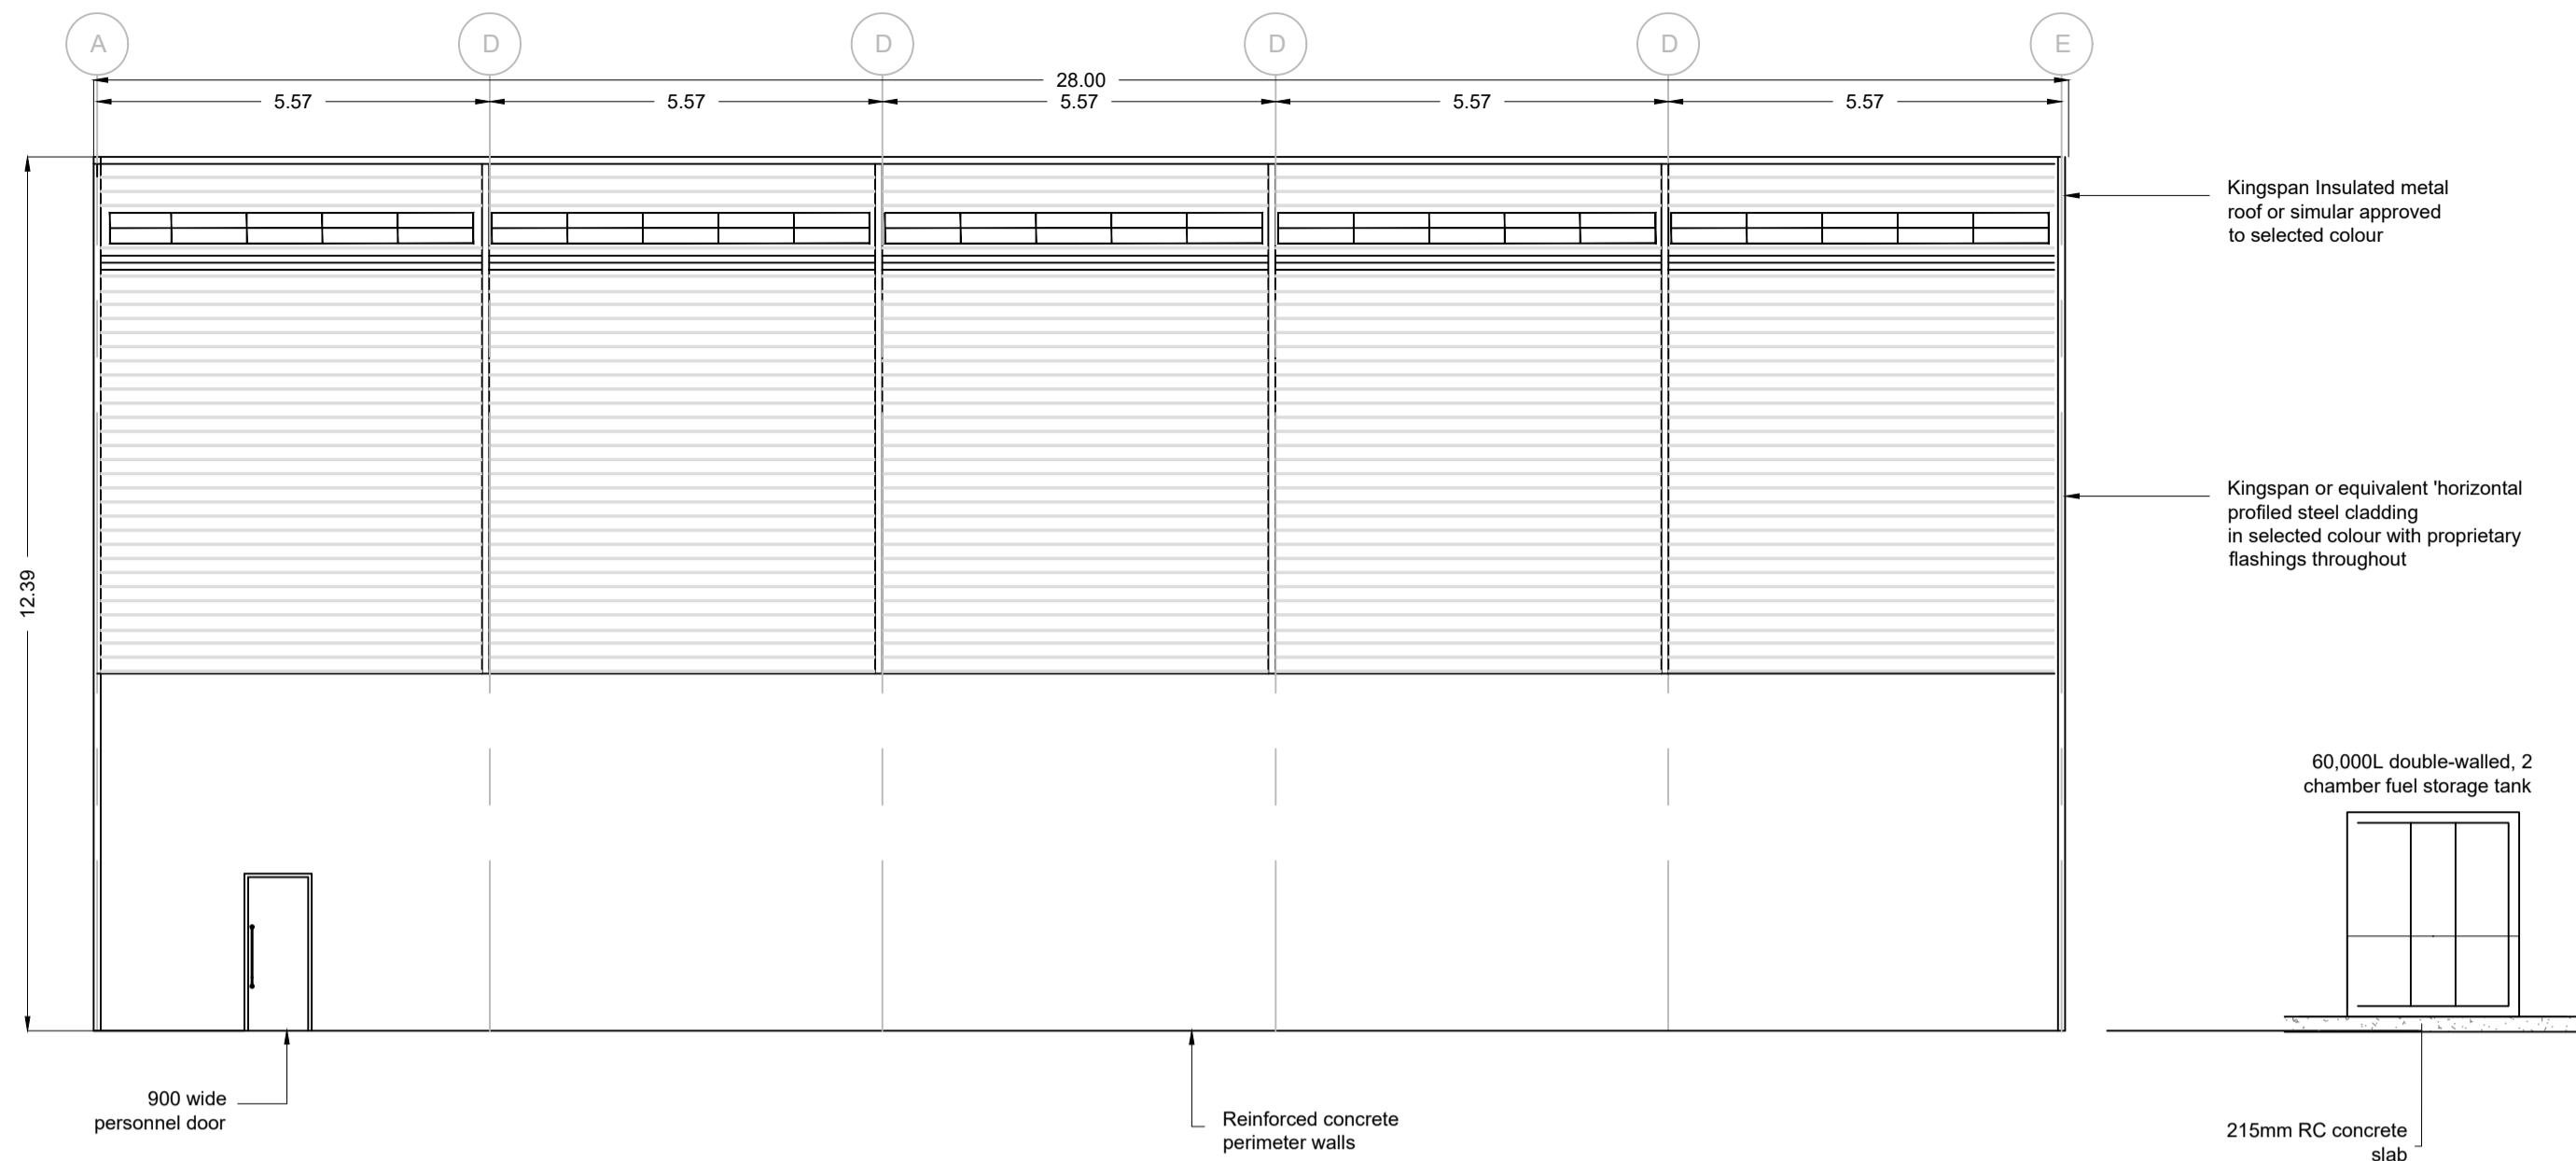 A
D
D
D
D
E
28.00
5.57
5.57
5.57
5.57
5.57
12.39
Kingspan Insulated metal
roof or simular approved
to selected colour
Kingspan or equivalent 'horizontal
profiled steel cladding
in selected colour with proprietary
flashings throughout
60,000L double-walled, 2
chamber fuel storage tank
900 wide
personnel door
Reinforced concrete
perimeter walls
215mm RC concrete
slab